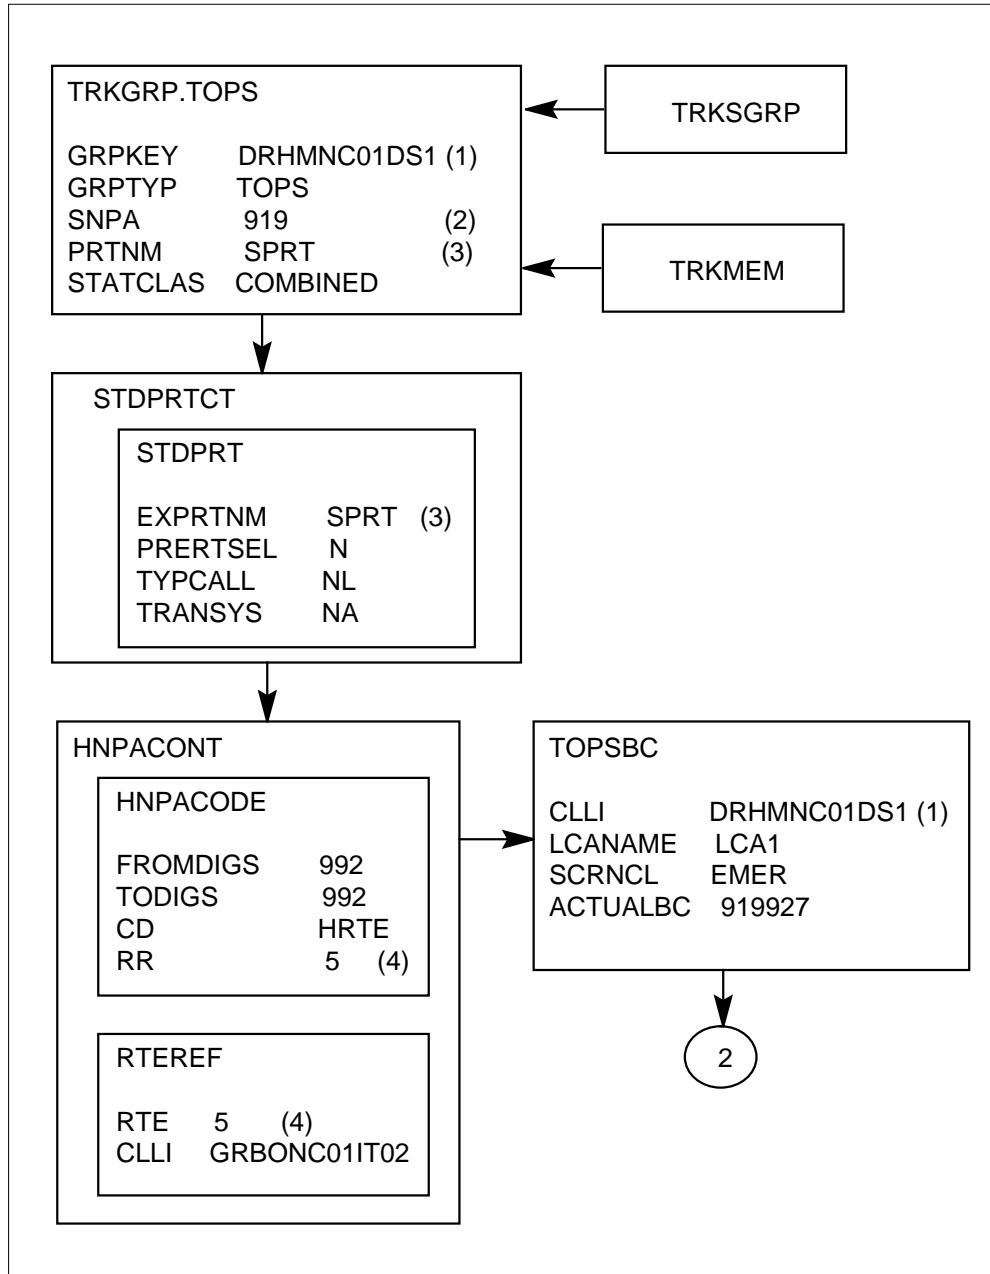 TRKGRP.TOPS
GRPKEY DRHMNC01DS1 (1)
GRPTYP TOPS
SNPA 919 (2)
PRTNM SPRT (3)
STATCLAS COMBINED
TRKSGRP
TRKMEM
STDPRTCT
STDPRT
EXPRTNM SPRT (3)
PRERTSEL N
TYPCALL NL
TRANSYS NA
HNPACONT
HNPACODE
FROMDIGS 992
TODIGS 992
CD HRTE
RR 5 (4)
RTEREF
RTE 5 (4)
CLLI GRBONC01IT02
TOPSBC
CLLI DRHMNC01DS1 (1)
LCANAME LCA1
SCRNCL EMER
ACTUALBC 919927
2